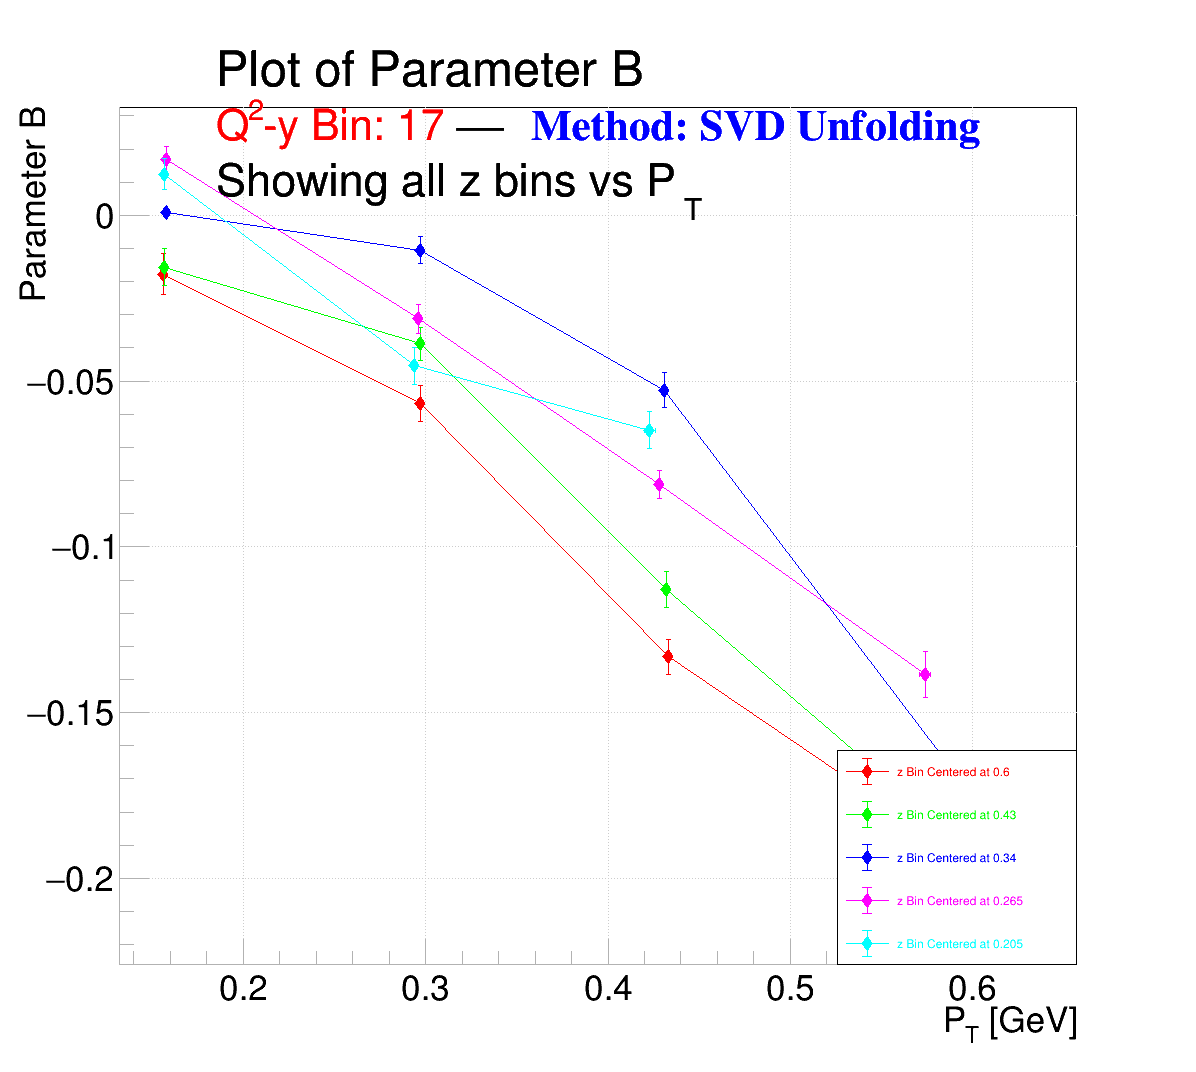 Plot of Parameter B
Q²-y Bin: 17 — Method: SVD Unfolding
Showing all z bins vs P_T
Parameter B
0
−0.05
−0.1
−0.15
−0.2
z Bin Centered at 0.6
z Bin Centered at 0.43
z Bin Centered at 0.34
z Bin Centered at 0.265
z Bin Centered at 0.205
0.2 0.3 0.4 0.5 0.6
P_T [GeV]